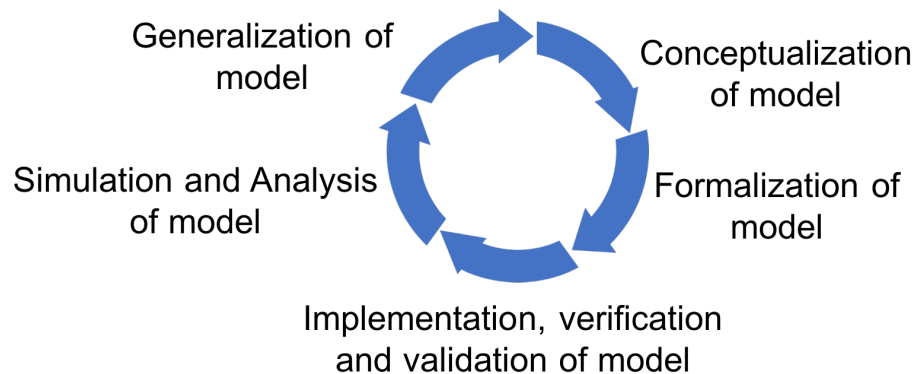 Generalization of
model
Conceptualization
of model
Simulation and Analysis
of model
Formalization of
model
Implementation, verification
and validation of model